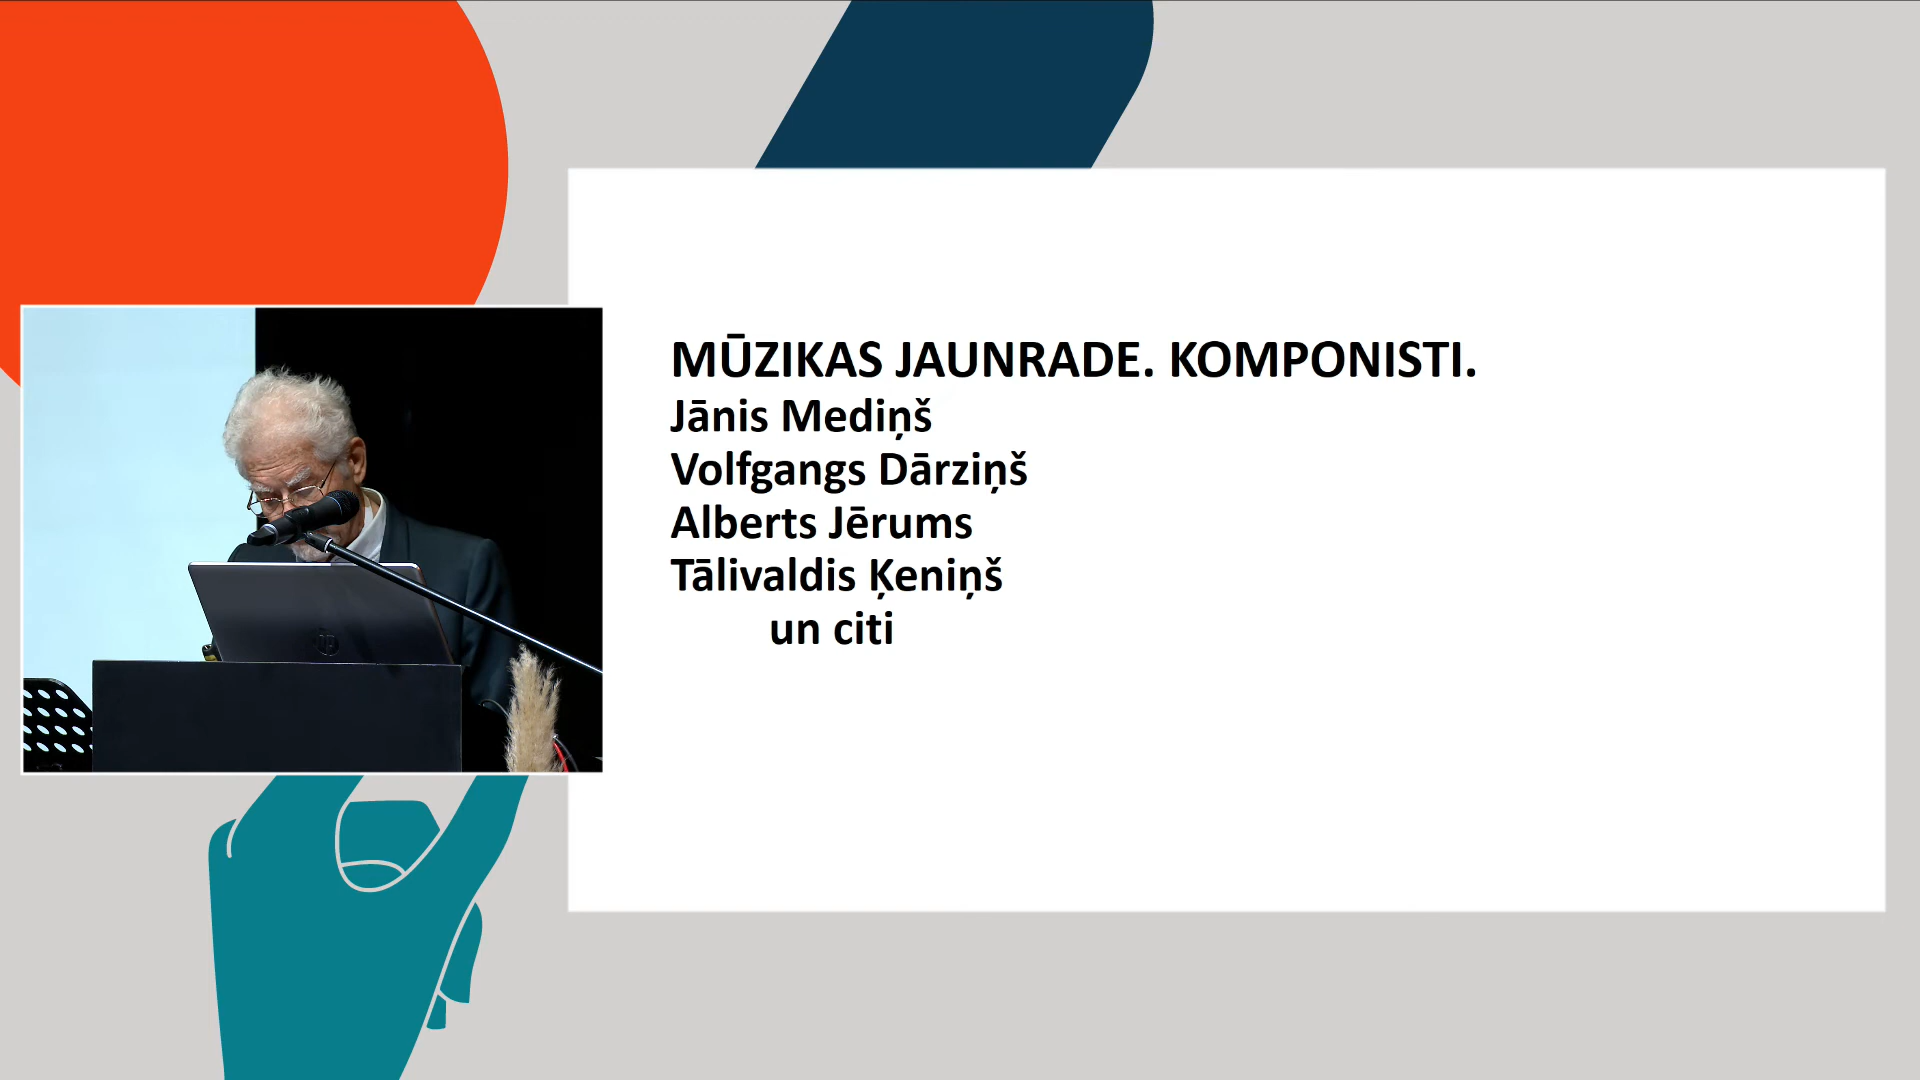 MŪZIKAS JAUNRADE. KOMPONISTI.
Jānis Mediņš
Volfgangs Dārziņš
Alberts Jērums
Tālivaldis Ķeniņš
un citi